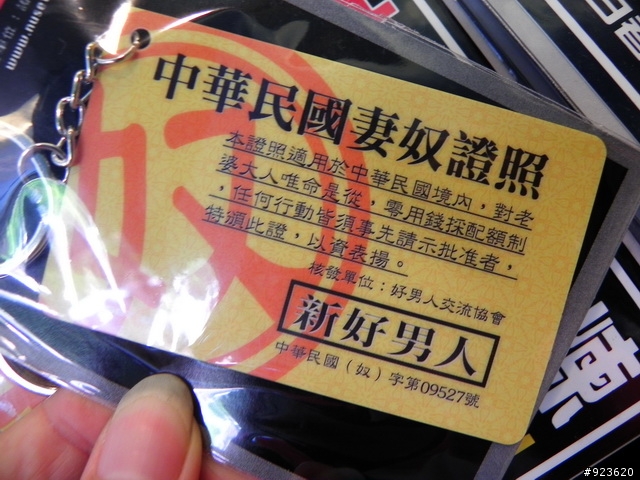 中華民國妻奴證照
本證照適用於中華民國境內，對老
婆大人唯命是從，零用錢採配額制
，任何行動皆須事先請示批准者，
特頒此證，以資表揚。
核發單位：好男人交流協會
新好男人
中華民國（奴）字第09527號
#923620